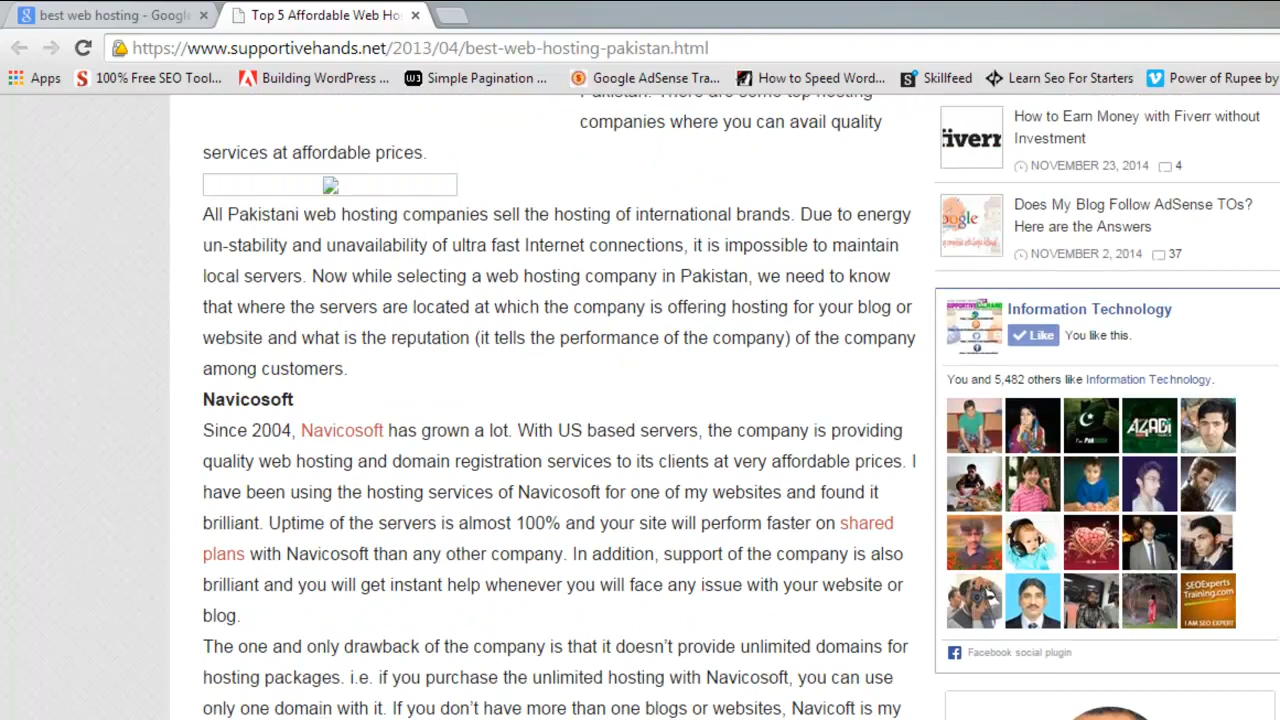 best web hosting - Google
Top 5 Affordable Web Ho
https://www.supportivehands.net/2013/04/best-web-hosting-pakistan.html
Apps
100% Free SEO Tool...
Building WordPress ...
Simple Pagination ...
Google AdSense Tra...
How to Speed Word...
Skillfeed
Learn Seo For Starters
Power of Rupee by
Pakistan. There are some top hosting
companies where you can avail quality
services at affordable prices.
All Pakistani web hosting companies sell the hosting of international brands. Due to energy
un-stability and unavailability of ultra fast Internet connections, it is impossible to maintain
local servers. Now while selecting a web hosting company in Pakistan, we need to know
that where the servers are located at which the company is offering hosting for your blog or
website and what is the reputation (it tells the performance of the company) of the company
among customers.
Navicosoft
Since 2004, Navicosoft has grown a lot. With US based servers, the company is providing
quality web hosting and domain registration services to its clients at very affordable prices. I
have been using the hosting services of Navicosoft for one of my websites and found it
brilliant. Uptime of the servers is almost 100% and your site will perform faster on shared
plans with Navicosoft than any other company. In addition, support of the company is also
brilliant and you will get instant help whenever you will face any issue with your website or
blog.
The one and only drawback of the company is that it doesn’t provide unlimited domains for
hosting packages. i.e. if you purchase the unlimited hosting with Navicosoft, you can use
only one domain with it. If you don’t have more than one blogs or websites, Navicoft is my
fiverr
How to Earn Money with Fiverr without
Investment
NOVEMBER 23, 2014 4
Does My Blog Follow AdSense TOs?
Here are the Answers
NOVEMBER 2, 2014 37
Information Technology
Like You like this.
You and 5,482 others like Information Technology.
AZABI
SEOExperts
Training.com
I AM SEO EXPERT
Facebook social plugin